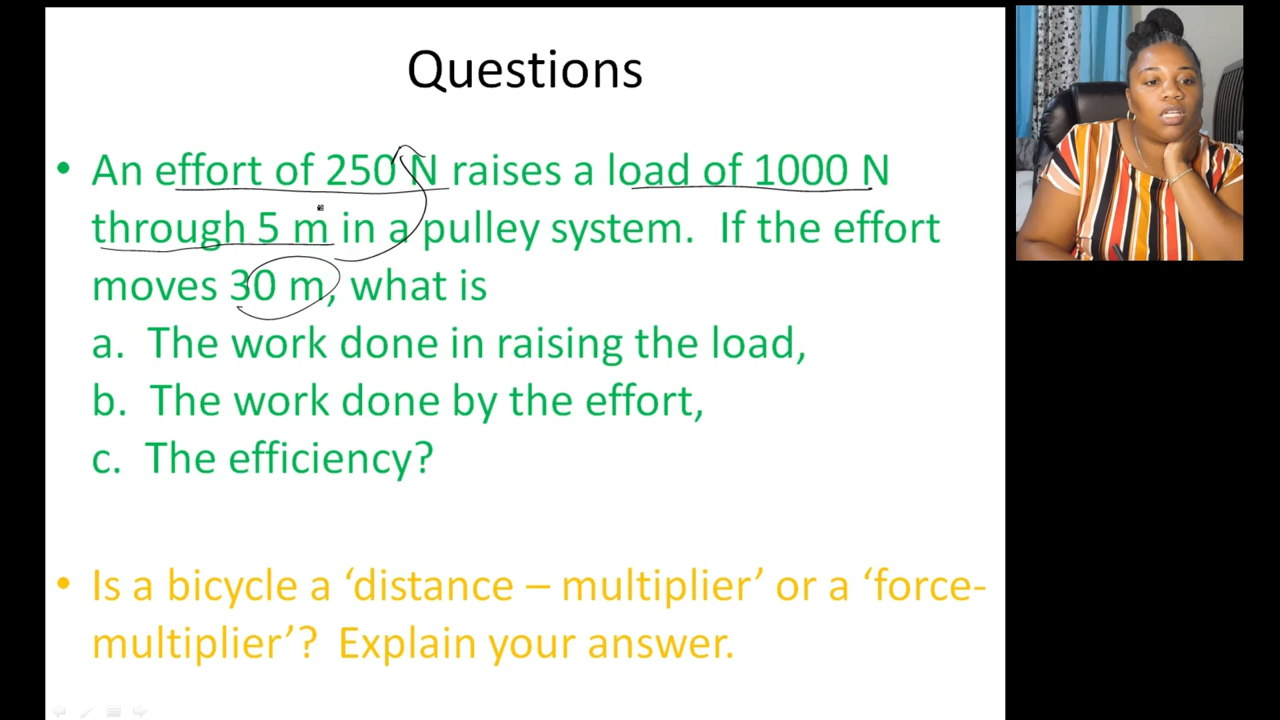 Questions
• An effort of 250 N raises a load of 1000 N
through 5 m in a pulley system. If the effort
moves 30 m, what is
a. The work done in raising the load,
b. The work done by the effort,
c. The efficiency?
• Is a bicycle a ‘distance – multiplier’ or a ‘force-
multiplier’? Explain your answer.